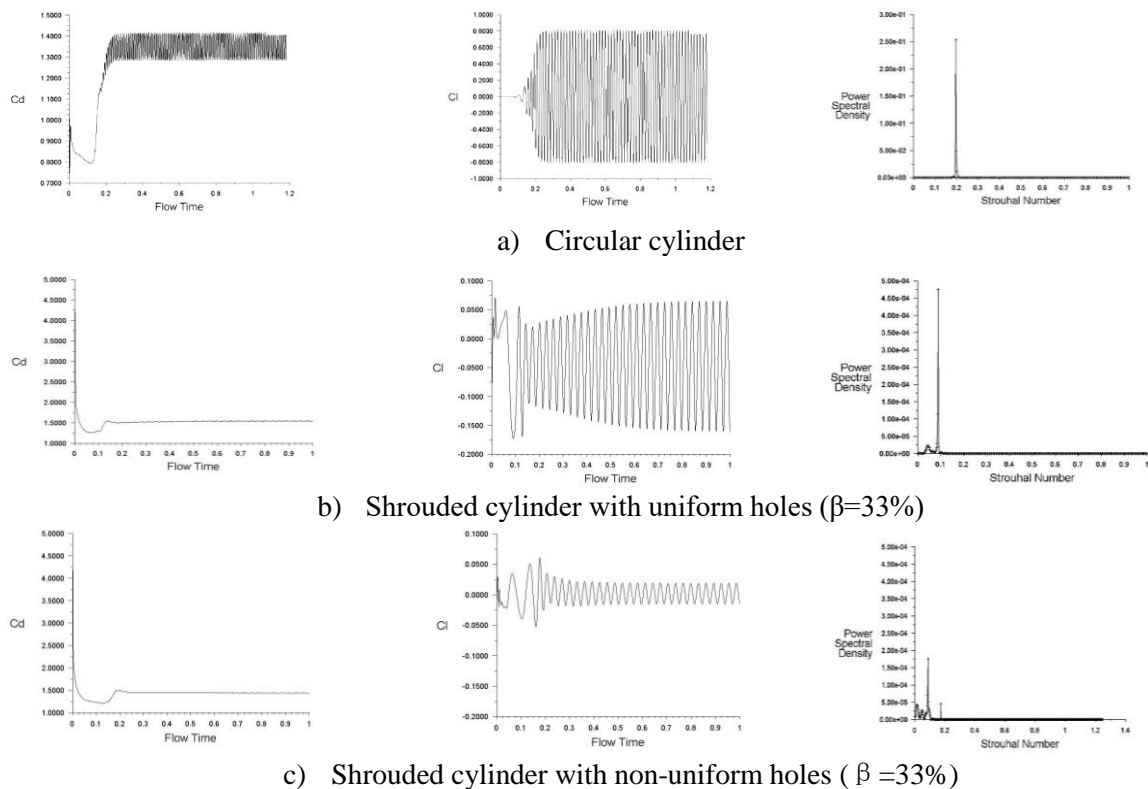 1.5000
1.4000
1.3000
1.2000
1.1000
1.0000
0.9000
0.8000
0.7000
Cd
0 0.2 0.4 0.6 0.8 1 1.2
Flow Time
1.0000
0.8000
0.6000
0.4000
0.2000
0.0000
-0.2000
-0.4000
-0.6000
-0.8000
-1.0000
Cl
0 0.2 0.4 0.6 0.8 1 1.2
Flow Time
3.00e-01
2.50e-01
2.00e-01
1.50e-01
1.00e-01
5.00e-02
0.00e+00
Power
Spectral
Density
0 0.1 0.2 0.3 0.4 0.5 0.6 0.7 0.8 0.9 1
Strouhal Number
a) Circular cylinder
5.0000
4.5000
4.0000
3.5000
3.0000
2.5000
2.0000
1.5000
1.0000
Cd
0 0.1 0.2 0.3 0.4 0.5 0.6 0.7 0.8 0.9 1
Flow Time
0.1000
0.0500
0.0000
-0.0500
-0.1000
-0.1500
-0.2000
Cl
0 0.1 0.2 0.3 0.4 0.5 0.6 0.7 0.8 0.9 1
Flow Time
5.00e-04
4.50e-04
4.00e-04
3.50e-04
3.00e-04
2.50e-04
2.00e-04
1.50e-04
1.00e-04
5.00e-05
0.00e+00
Power
Spectral
Density
0 0.1 0.2 0.3 0.4 0.5 0.6 0.7 0.8 0.9 1
Strouhal Number
b) Shrouded cylinder with uniform holes (β=33%)
5.0000
4.5000
4.0000
3.5000
3.0000
2.5000
2.0000
1.5000
1.0000
Cd
0 0.1 0.2 0.3 0.4 0.5 0.6 0.7 0.8 0.9 1
Flow Time
0.1000
0.0500
0.0000
-0.0500
-0.1000
-0.1500
-0.2000
Cl
0 0.1 0.2 0.3 0.4 0.5 0.6 0.7 0.8 0.9 1
Flow Time
5.00e-04
4.50e-04
4.00e-04
3.50e-04
3.00e-04
2.50e-04
2.00e-04
1.50e-04
1.00e-04
5.00e-05
0.00e+00
Power
Spectral
Density
0 0.2 0.4 0.6 0.8 1 1.2 1.4
Strouhal Number
c) Shrouded cylinder with non-uniform holes (β=33%)